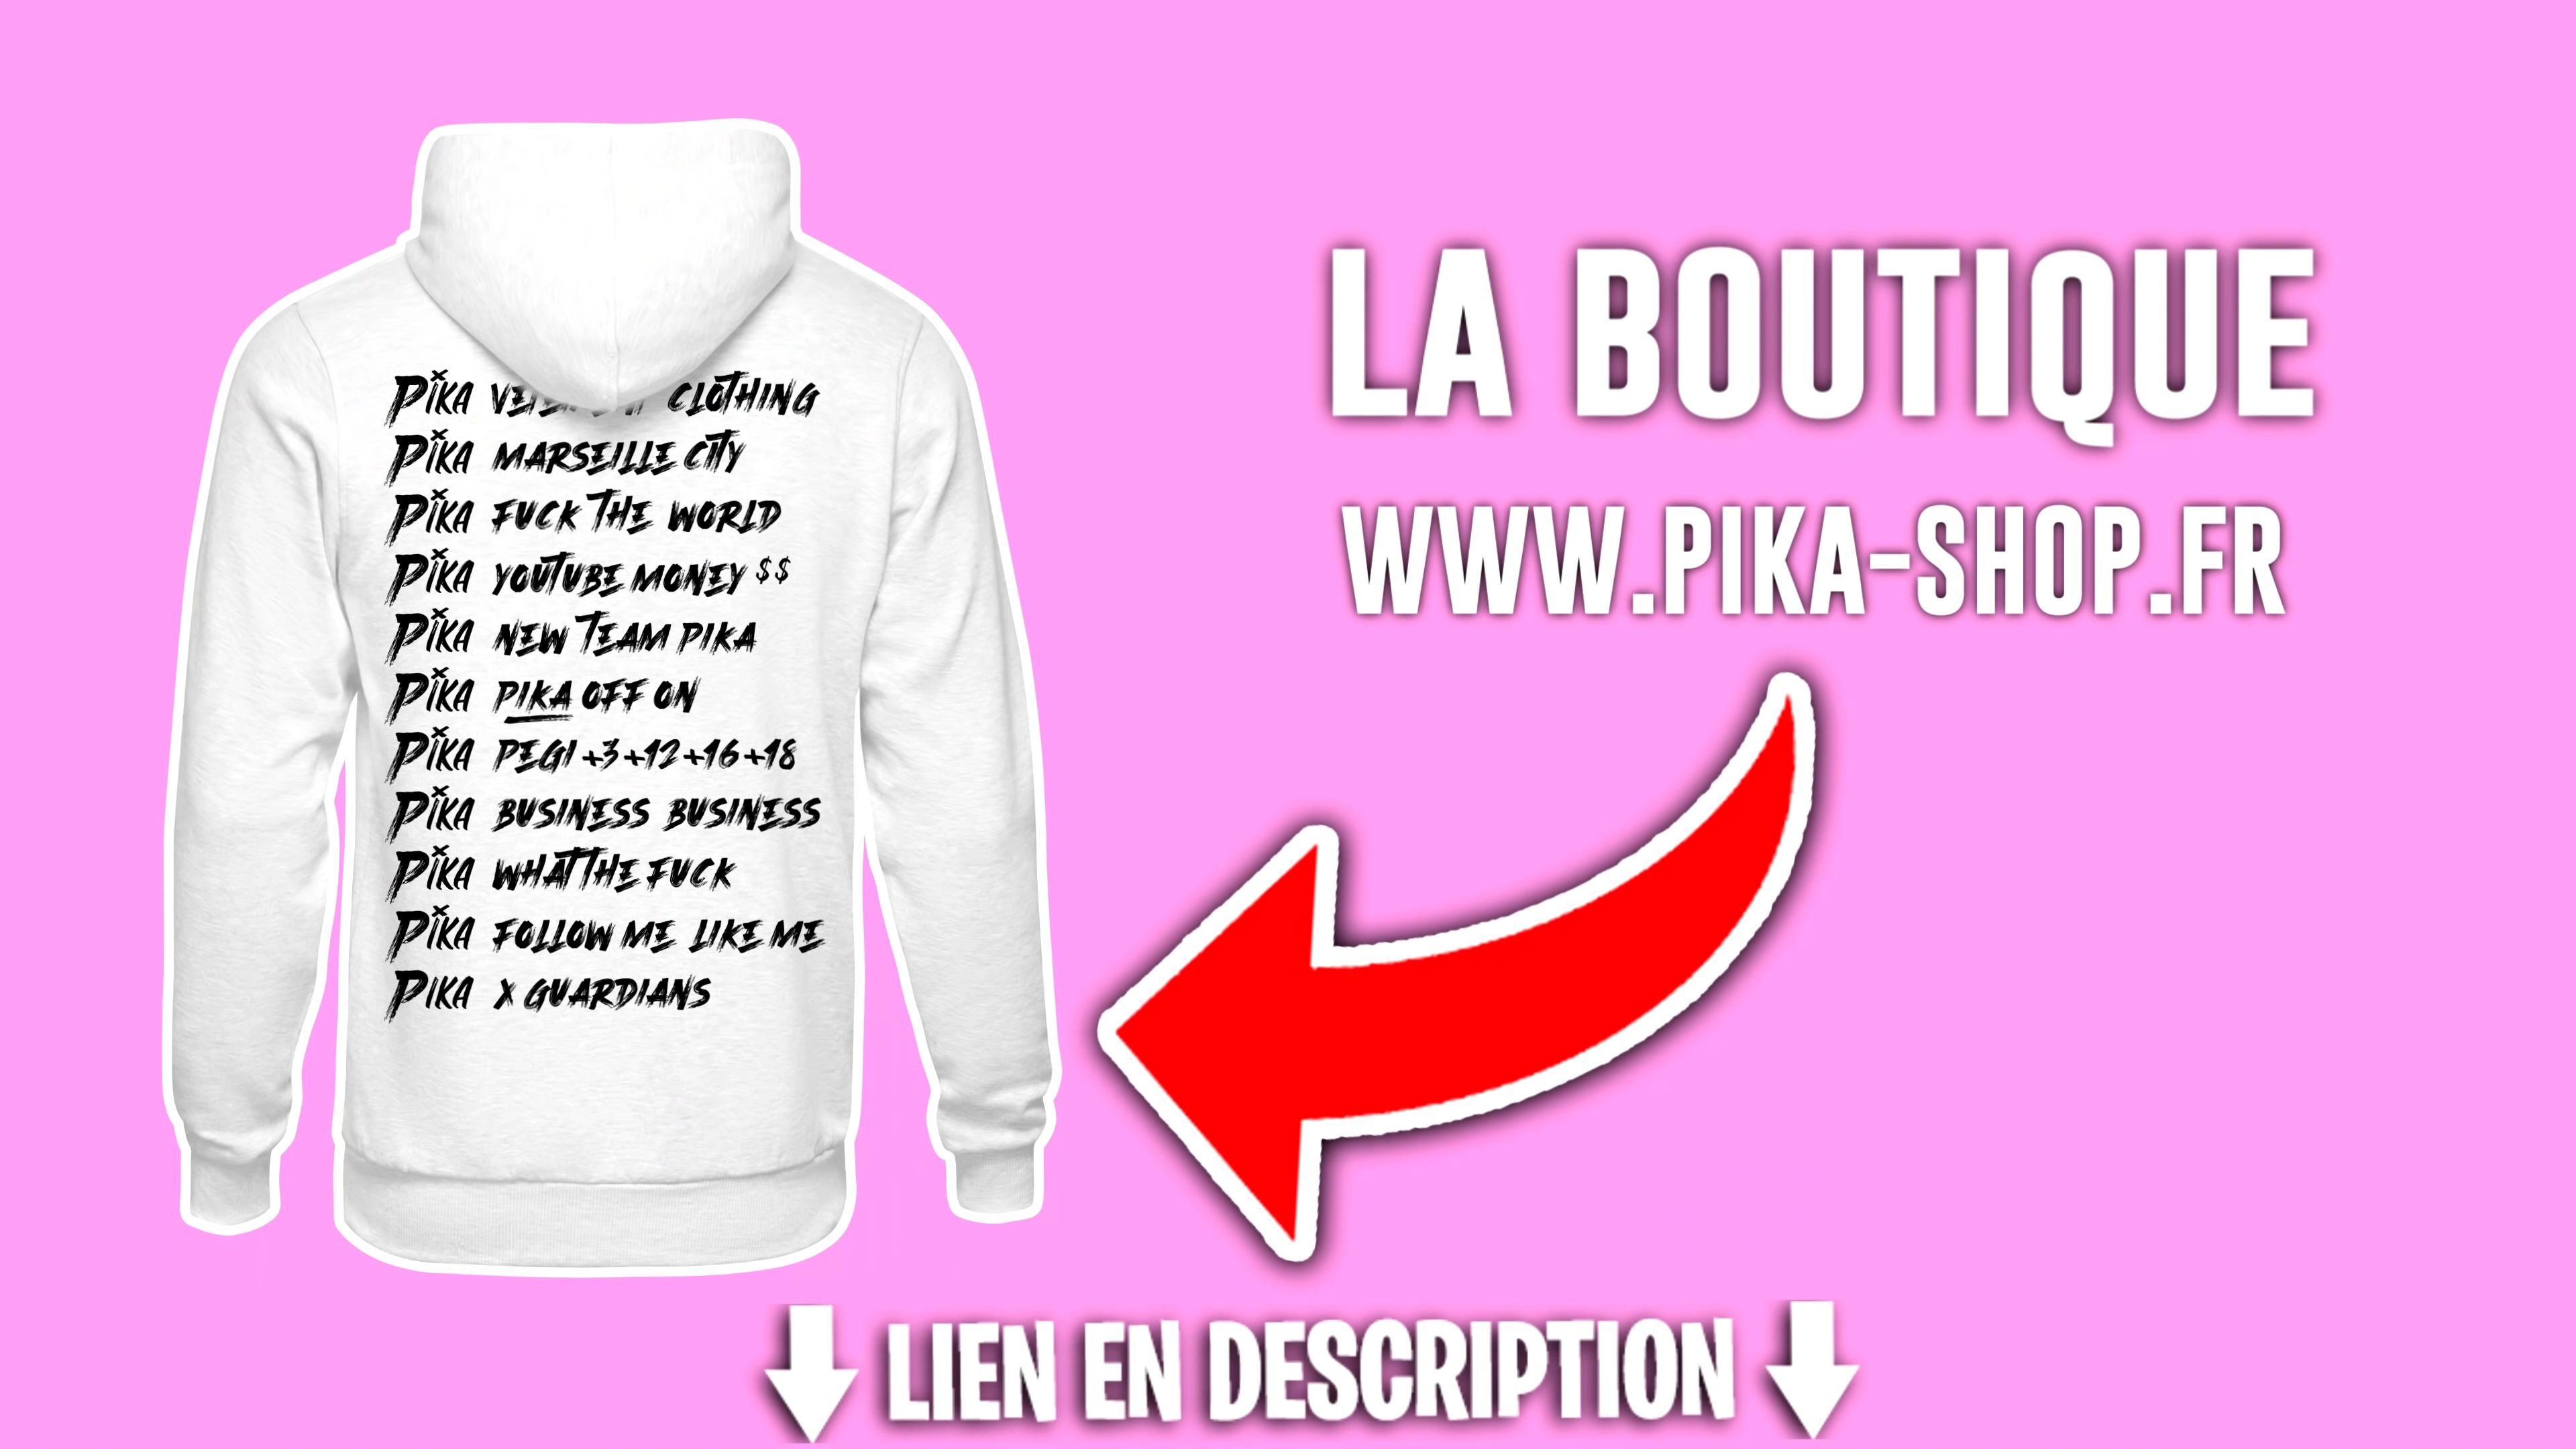 PIKA CLOTHING
PIKA MARSEILLE CITY
PIKA FUCK THE WORLD
PIKA YOUTUBE MONEY $$
PIKA NEW TEAM PIKA
PIKA PIKA OFF ON
PIKA PEGI +3+12+16+18
PIKA BUSINESS BUSINESS
PIKA WHAT THE FUCK
PIKA FOLLOW ME LIKE ME
PIKA X GUARDIANS
LA BOUTIQUE
WWW.PIKA-SHOP.FR
LIEN EN DESCRIPTION